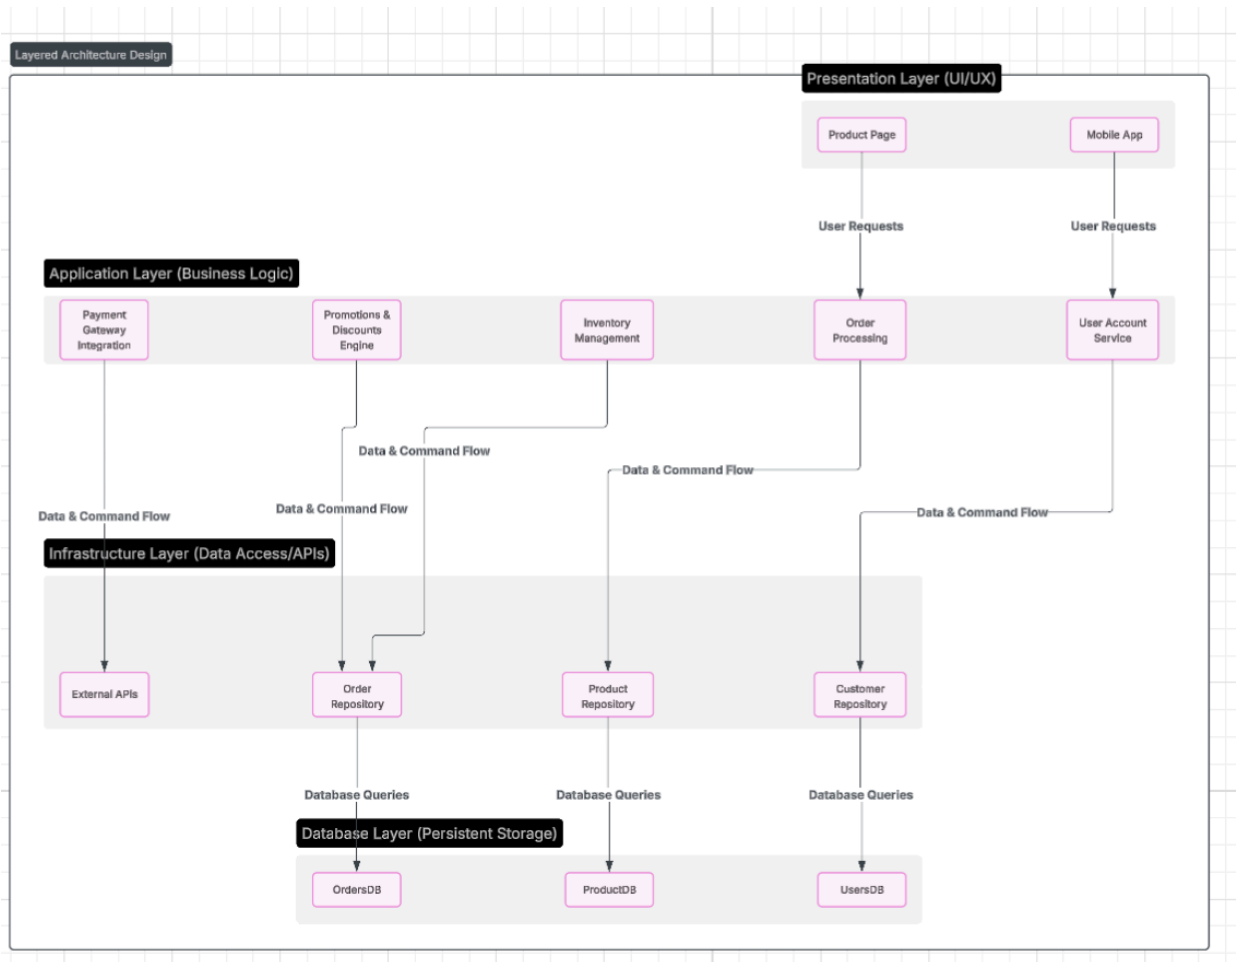 Layered Architecture Design
Presentation Layer (UI/UX)
Product Page
Mobile App
User Requests
User Requests
Application Layer (Business Logic)
Payment
Gateway
Integration
Promotions &
Discounts
Engine
Inventory
Management
Order
Processing
User Account
Service
Data & Command Flow
Data & Command Flow
Data & Command Flow
Data & Command Flow
Data & Command Flow
Infrastructure Layer (Data Access/APIs)
External APIs
Order
Repository
Product
Repository
Customer
Repository
Database Queries
Database Queries
Database Queries
Database Layer (Persistent Storage)
OrdersDB
ProductDB
UsersDB